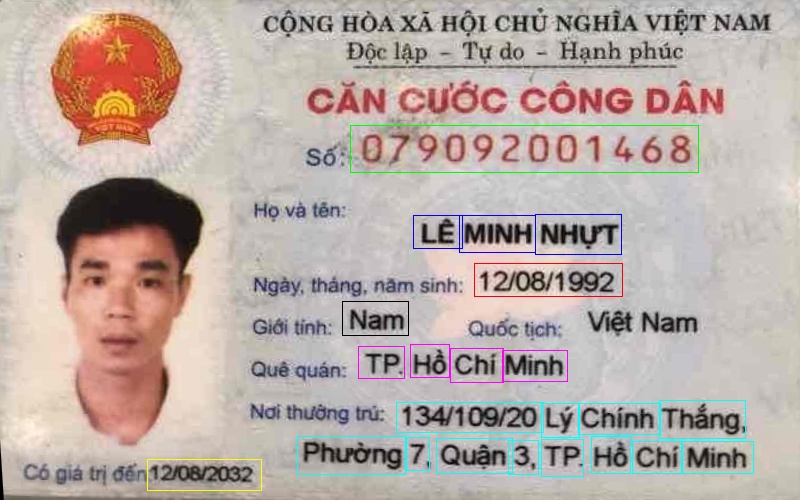 CỘNG HÒA XÃ HỘI CHỦ NGHĨA VIỆT NAM
Độc lập - Tự do - Hạnh phúc
CĂN CƯỚC CÔNG DÂN
Số: 079092001468
Họ và tên:
LÊ MINH NHỰT
Ngày, tháng, năm sinh: 12/08/1992
Giới tính: Nam Quốc tịch: Việt Nam
Quê quán: TP. Hồ Chí Minh
Nơi thường trú: 134/109/20 Lý Chính Thắng,
Phường 7, Quận 3, TP. Hồ Chí Minh
Có giá trị đến: 12/08/2032
VIỆT NAM